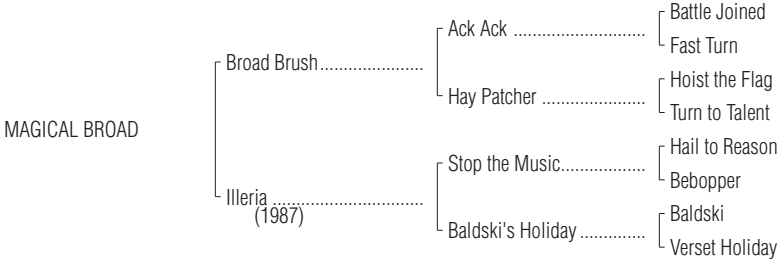 Battle Joined
Ack Ack ...........................
Fast Turn
Broad Brush.....................
Hoist the Flag
Hay Patcher .....................
Turn to Talent
MAGICAL BROAD
Hail to Reason
Stop the Music.................
Bebopper
Illeria ..............................
(1987)
Baldski
Baldski's Holiday .............
Verset Holiday